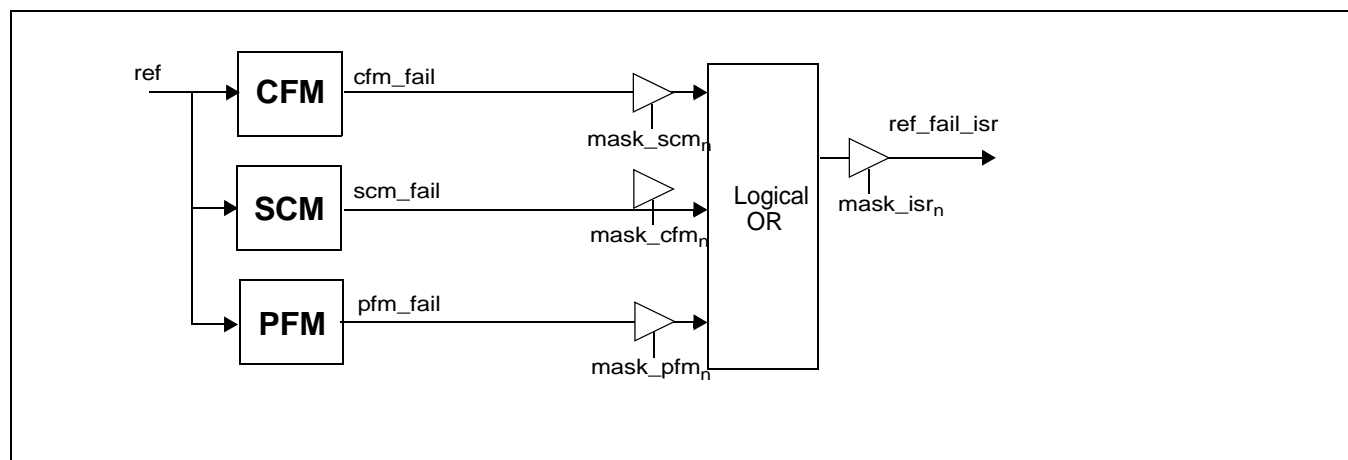 ref
CFM
cfm_fail
mask_scmn
SCM
scm_fail
mask_cfmn
PFM
pfm_fail
mask_pfmn
Logical
OR
ref_fail_isr
mask_isrn